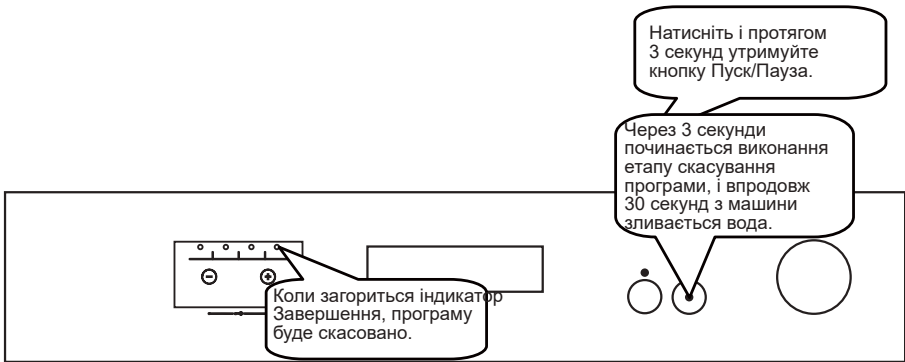 Натисніть і протягом
3 секунд утримуйте
кнопку Пуск/Пауза.
Через 3 секунди
починається виконання
етапу скасування
програми, і впродовж
30 секунд з машини
зливається вода.
Коли загориться індикатор
Завершення, програму
буде скасовано.